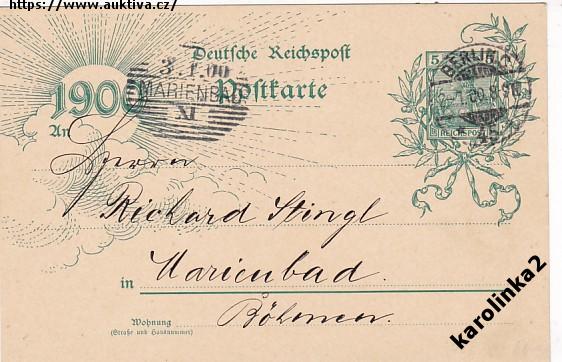 https://www.auktiva.cz/
Deutsche Reichspost
Postkarte
1900
3.1.00
MARIENBAD
XI
5
BERLIN
REICHSPOST
An
Herrn
Richard Stingl
in Marienbad.
Böhmen.
Wohnung
(Straße und Hausnummer)
karolinka2